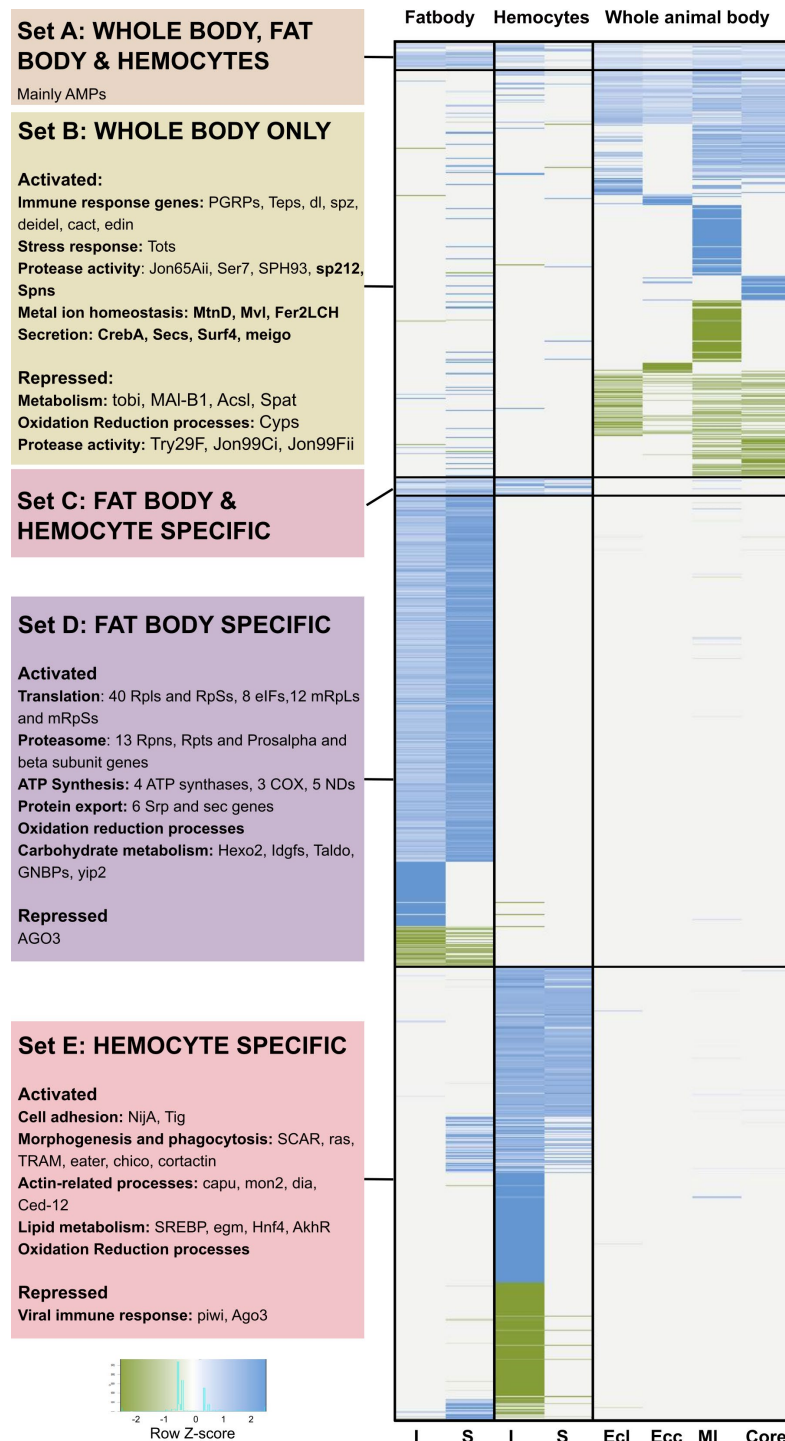 Fatbody Hemocytes Whole animal body
Set A: WHOLE BODY, FAT
BODY & HEMOCYTES
Mainly AMPs
Set B: WHOLE BODY ONLY
Activated:
Immune response genes: PGRPs, Teps, dl, spz,
deidel, cact, edin
Stress response: Tots
Protease activity: Jon65Aii, Ser7, SPH93, sp212,
Spns
Metal ion homeostasis: MtnD, Mvl, Fer2LCH
Secretion: CrebA, Secs, Surf4, meigo
Repressed:
Metabolism: tobi, MAl-B1, Acsl, Spat
Oxidation Reduction processes: Cyps
Protease activity: Try29F, Jon99Ci, Jon99Fii
Set C: FAT BODY &
HEMOCYTE SPECIFIC
Set D: FAT BODY SPECIFIC
Activated
Translation: 40 Rpls and RpSs, 8 eIFs,12 mRpLs
and mRpSs
Proteasome: 13 Rpns, Rpts and Prosalpha and
beta subunit genes
ATP Synthesis: 4 ATP synthases, 3 COX, 5 NDs
Protein export: 6 Srp and sec genes
Oxidation reduction processes
Carbohydrate metabolism: Hexo2, Idgfs, Taldo,
GNBPs, yip2
Repressed
AGO3
Set E: HEMOCYTE SPECIFIC
Activated
Cell adhesion: NijA, Tig
Morphogenesis and phagocytosis: SCAR, ras,
TRAM, eater, chico, cortactin
Actin-related processes: capu, mon2, dia,
Ced-12
Lipid metabolism: SREBP, egm, Hnf4, AkhR
Oxidation Reduction processes
Repressed
Viral immune response: piwi, Ago3
-2 -1 0 1 2
Row Z-score
S S Ecl Ecc Ml Core